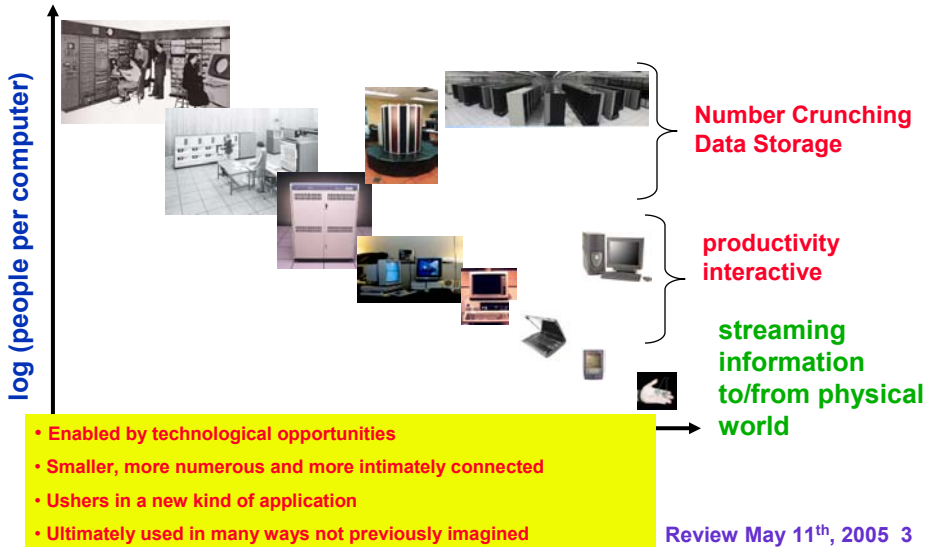 log (people per computer)
Number Crunching
Data Storage
productivity
interactive
streaming
information
to/from physical
world
• Enabled by technological opportunities
• Smaller, more numerous and more intimately connected
• Ushers in a new kind of application
• Ultimately used in many ways not previously imagined
Review May 11th, 2005 3